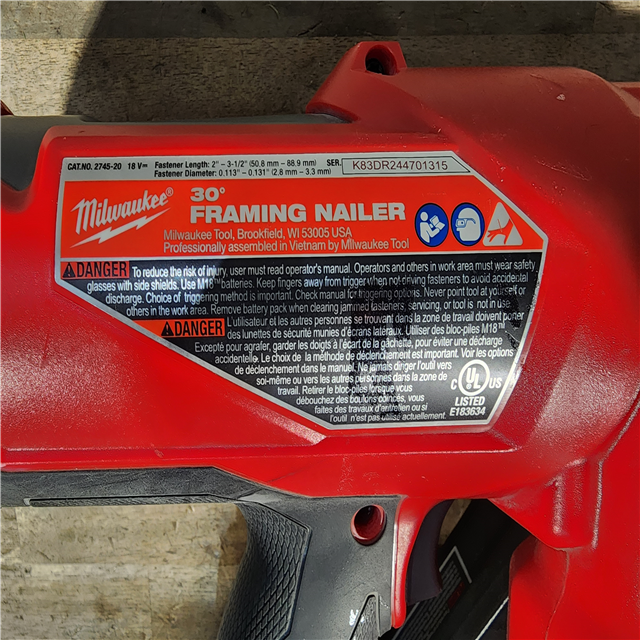 CAT.NO. 2745-20 18 V⎓ Fastener Length: 2" – 3-1/2" (50.8 mm – 88.9 mm) SER. K83DR244701315
Fastener Diameter: 0.113" – 0.131" (2.8 mm – 3.3 mm)
Milwaukee®
30°
FRAMING NAILER
Milwaukee Tool, Brookfield, WI 53005 USA
Professionally assembled in Vietnam by Milwaukee Tool
DANGER To reduce the risk of injury, user must read operator's manual. Operators and others in work area must wear safety
glasses with side shields. Use M18™ batteries. Keep fingers away from trigger when not driving fasteners to avoid accidental
discharge. Choice of triggering method is important. Check manual for triggering options. Never point tool at yourself or
others in the work area. Remove battery pack when clearing jammed fasteners, servicing, or tool is not in use.
DANGER L'utilisateur et les autres personnes se trouvant dans la zone de travail doivent porter
des lunettes de sécurité munies d'écrans latéraux. Utiliser des bloc-piles M18™.
Excepté pour agrafer, garder les doigts à l'écart de la gâchette, pour éviter une décharge
accidentelle. Le choix de la méthode de déclenchement est important. Voir les options
de déclenchement dans le manual. Ne jamais diriger l'outil vers
soi-même ou vers les autres personnes dans la zone de
travail. Retirer le bloc-piles lorsque vous
débouchez des boulons coincés, vous
faites des travaux d'entretien ou si
l'outil n'est pas utilisé actuellement.
C UL US
LISTED
E183634